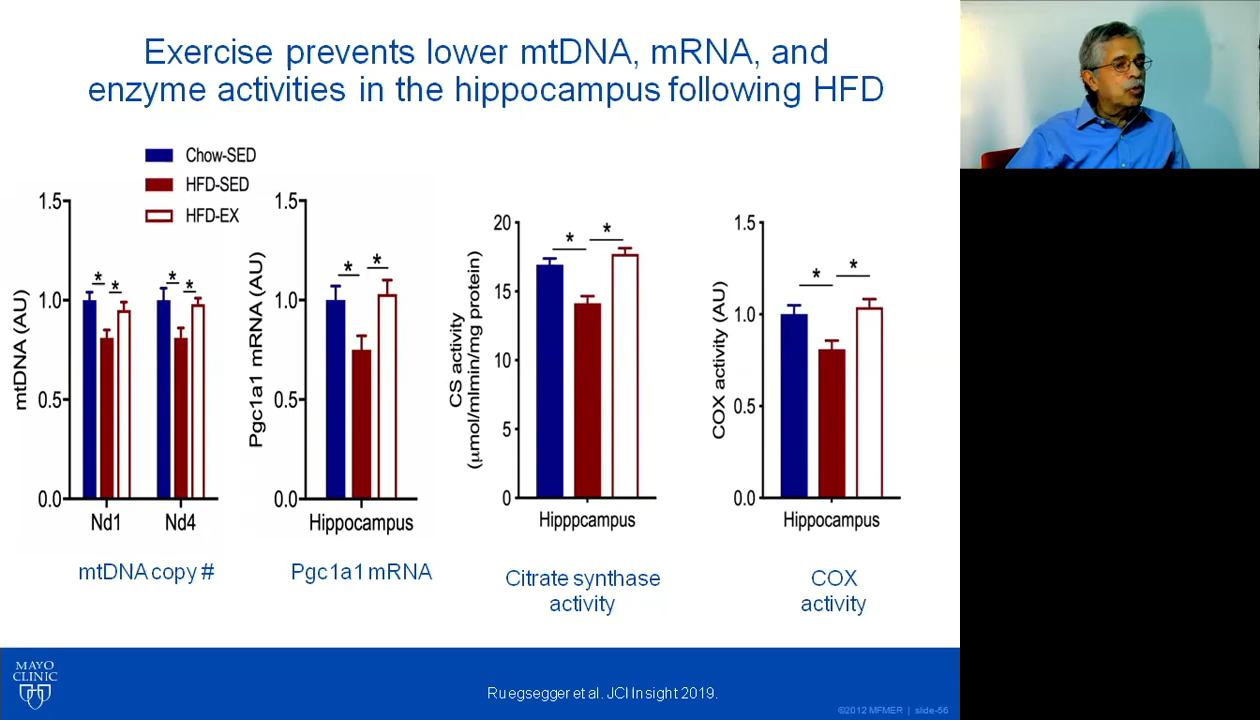 Exercise prevents lower mtDNA, mRNA, and
enzyme activities in the hippocampus following HFD
Chow-SED
HFD-SED
HFD-EX
mtDNA (AU)
1.5
1.0
0.5
0.0
* * * *
Nd1 Nd4
mtDNA copy #
Pgc1a1 mRNA (AU)
1.5
1.0
0.5
0.0
* *
Hippocampus
Pgc1a1 mRNA
CS activity
(µmol/mlmin/mg protein)
20
15
10
5
0
* *
Hipppcampus
Citrate synthase
activity
COX activity (AU)
1.5
1.0
0.5
0.0
* *
Hippocampus
COX
activity
MAYO
CLINIC
Ruegsegger et al. JCI Insight 2019.
©2012 MFMER | slide-56